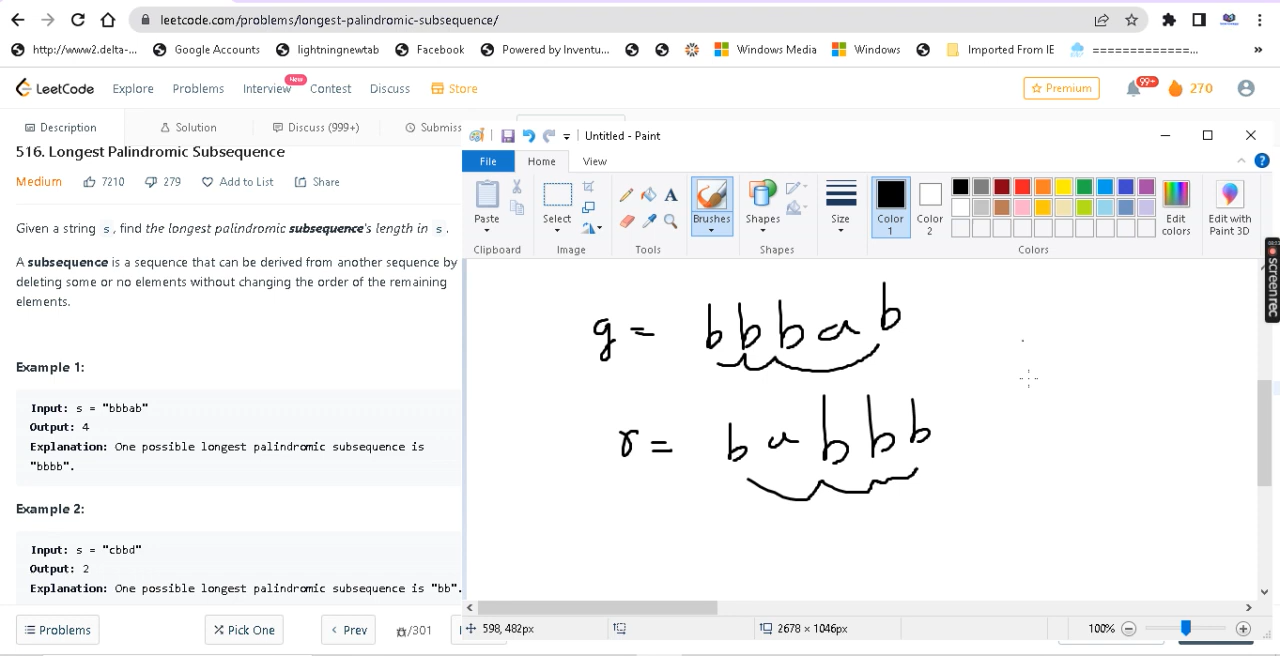 leetcode.com/problems/longest-palindromic-subsequence/
http://www2.delta-... Google Accounts lightningnewtab Facebook Powered by Inventu... Windows Media Windows Imported From IE =============... »
LeetCode Explore Problems Interview New Contest Discuss Store Premium 99+ 270
Description Solution Discuss (999+) Submiss
Untitled - Paint
516. Longest Palindromic Subsequence
File Home View
Medium 7210 279 Add to List Share
Paste Select Brushes Shapes Size Color 1 Color 2 Edit colors Edit with Paint 3D
Clipboard Image Tools Shapes Colors
Given a string s, find the longest palindromic subsequence's length in s.
A subsequence is a sequence that can be derived from another sequence by
deleting some or no elements without changing the order of the remaining
elements.
g = b b b a b
r = b a b b b
Example 1:
Input: s = "bbbab"
Output: 4
Explanation: One possible longest palindromic subsequence is
"bbbb".
Example 2:
Input: s = "cbbd"
Output: 2
Explanation: One possible longest palindromic subsequence is "bb".
Problems Pick One < Prev /301
598, 482px 2678 × 1046px 100%
screenrec